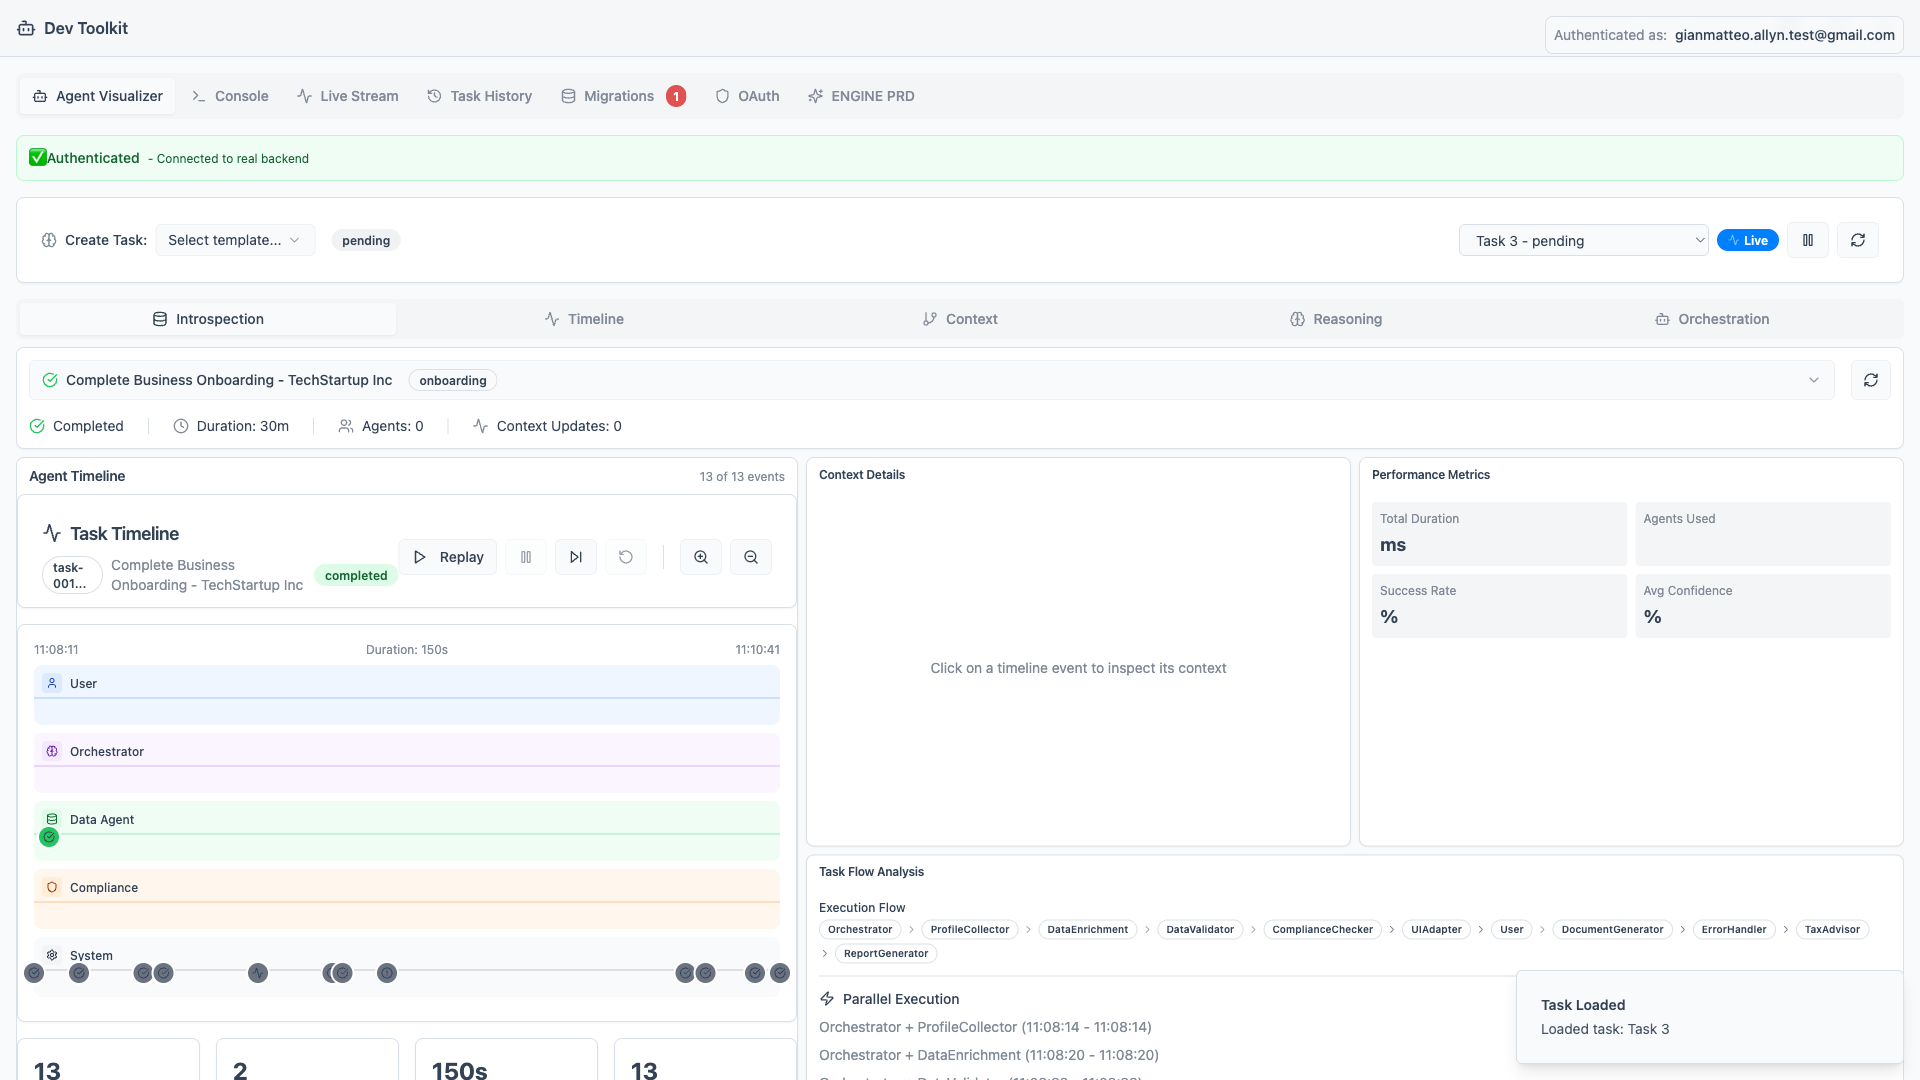 Dev Toolkit
Authenticated as: gianmatteo.allyn.test@gmail.com
Agent Visualizer
Console
Live Stream
Task History
Migrations 1
OAuth
ENGINE PRD
Authenticated - Connected to real backend
Create Task:
Select template...
pending
Task 3 - pending
Live
Introspection
Timeline
Context
Reasoning
Orchestration
Complete Business Onboarding - TechStartup Inc
onboarding
Completed
Duration: 30m
Agents: 0
Context Updates: 0
Agent Timeline
13 of 13 events
Task Timeline
task-
001...
Complete Business
Onboarding - TechStartup Inc
completed
Replay
11:08:11
Duration: 150s
11:10:41
User
Orchestrator
Data Agent
Compliance
System
13
2
150s
13
Context Details
Click on a timeline event to inspect its context
Performance Metrics
Total Duration
ms
Agents Used
Success Rate
%
Avg Confidence
%
Task Flow Analysis
Execution Flow
Orchestrator
ProfileCollector
DataEnrichment
DataValidator
ComplianceChecker
UIAdapter
User
DocumentGenerator
ErrorHandler
TaxAdvisor
ReportGenerator
Parallel Execution
Orchestrator + ProfileCollector (11:08:14 - 11:08:14)
Orchestrator + DataEnrichment (11:08:20 - 11:08:20)
Task Loaded
Loaded task: Task 3